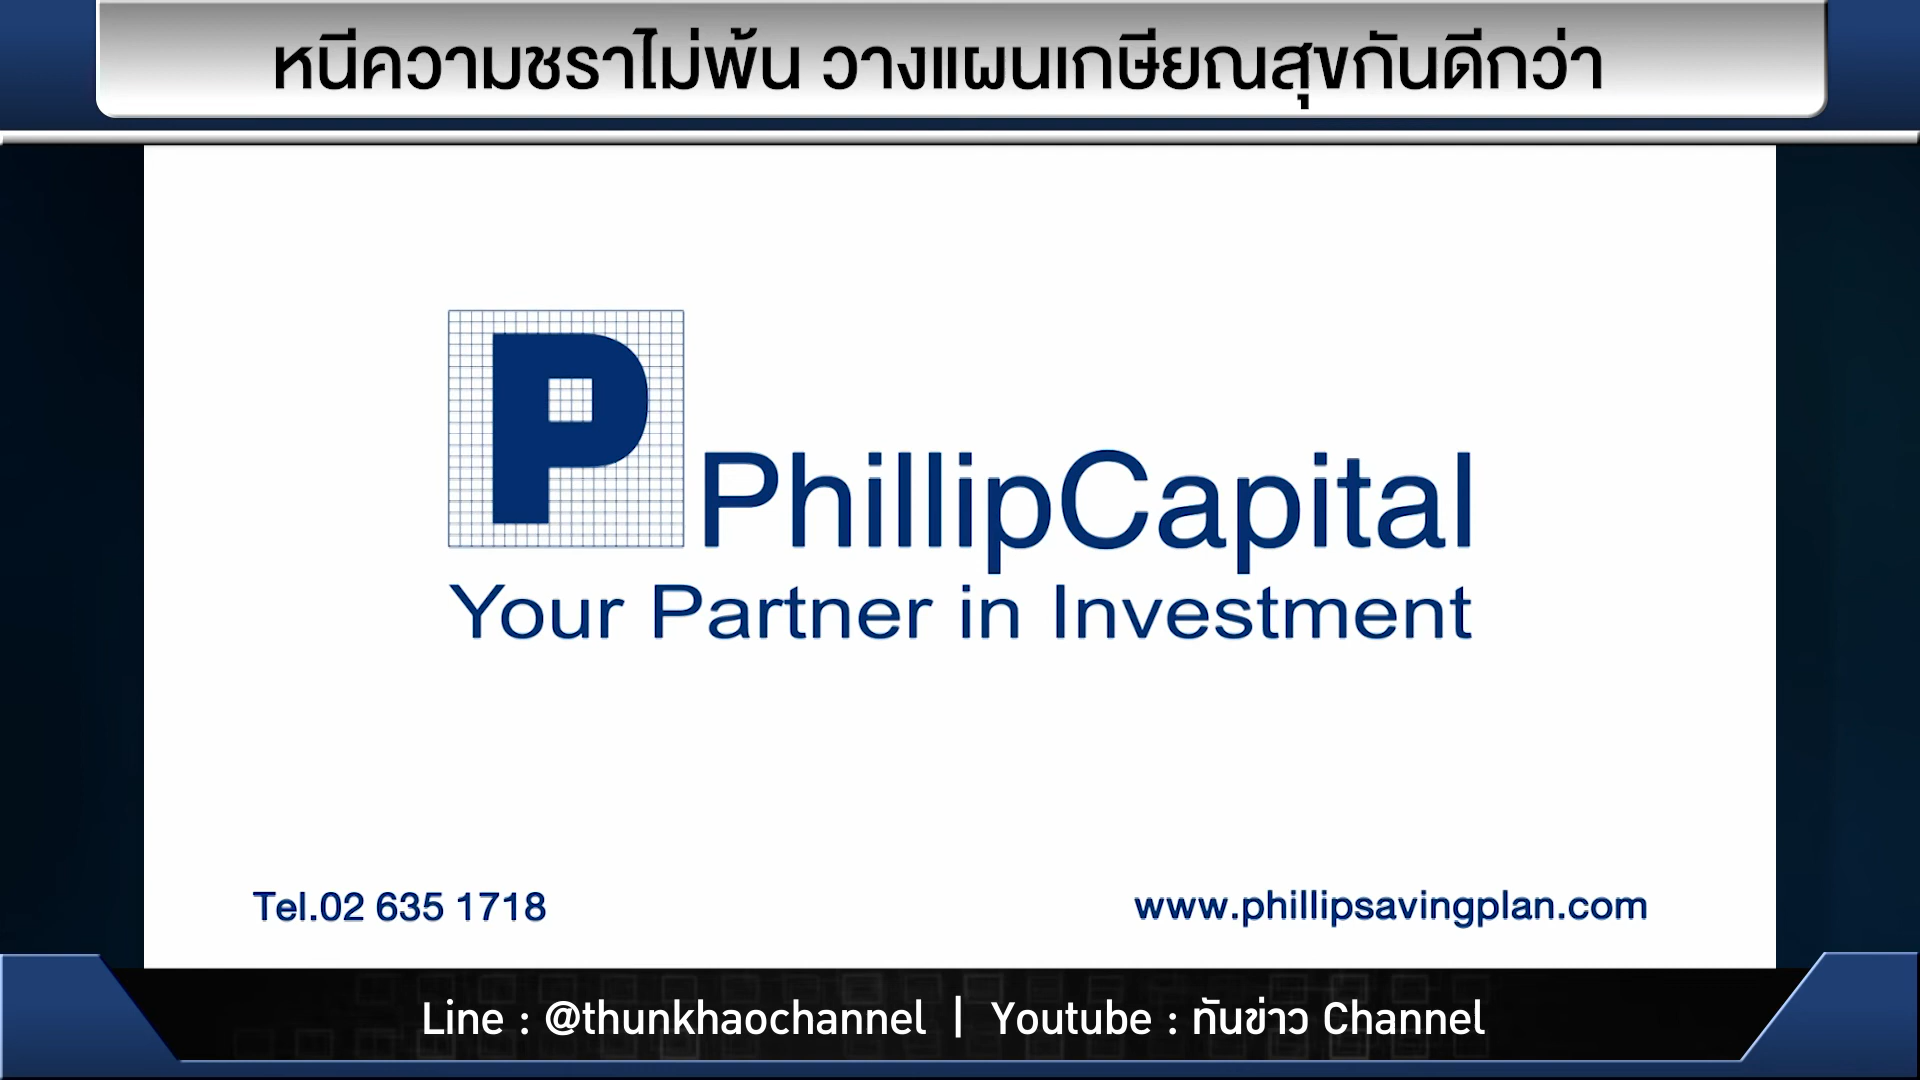 หนีความชราไม่พ้น วางแผนเกษียณสุขกันดีกว่า
P PhillipCapital
Your Partner in Investment
Tel.02 635 1718
www.phillipsavingplan.com
Line : @thunkhaochannel | Youtube : ทันข่าว Channel